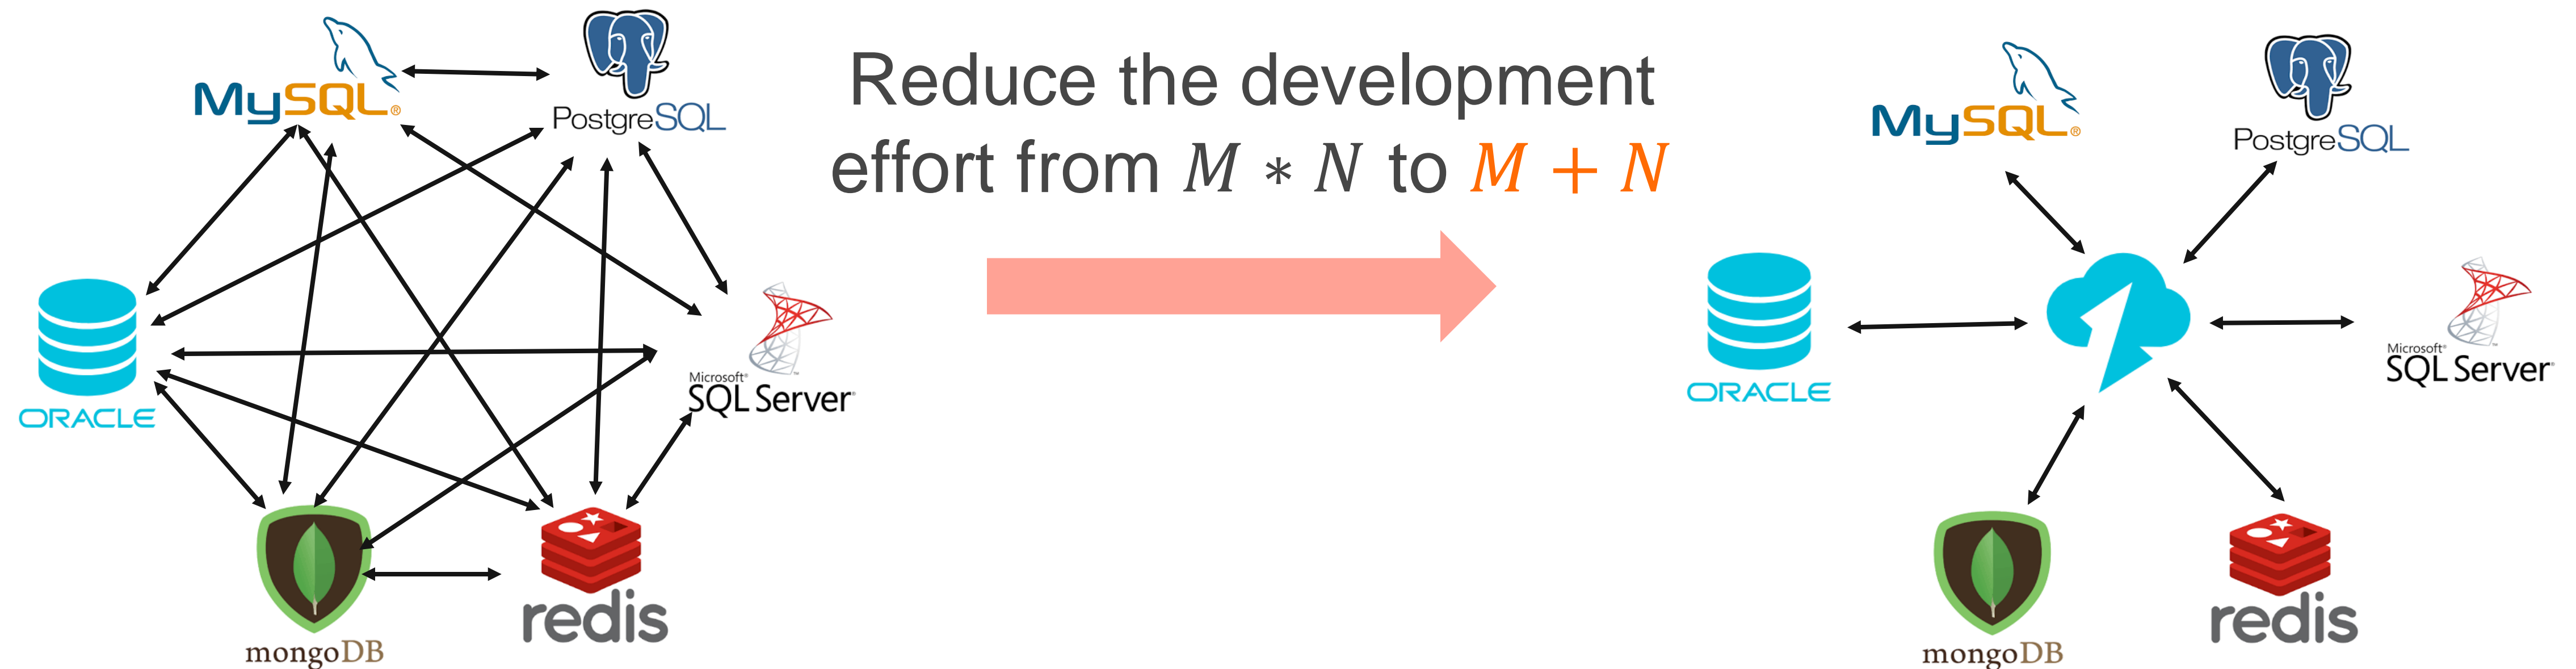 MySQL®
PostgreSQL
Reduce the development
effort from M * N to M + N
ORACLE
Microsoft®
SQL Server®
mongoDB
redis
MySQL®
PostgreSQL
ORACLE
Microsoft®
SQL Server®
mongoDB
redis